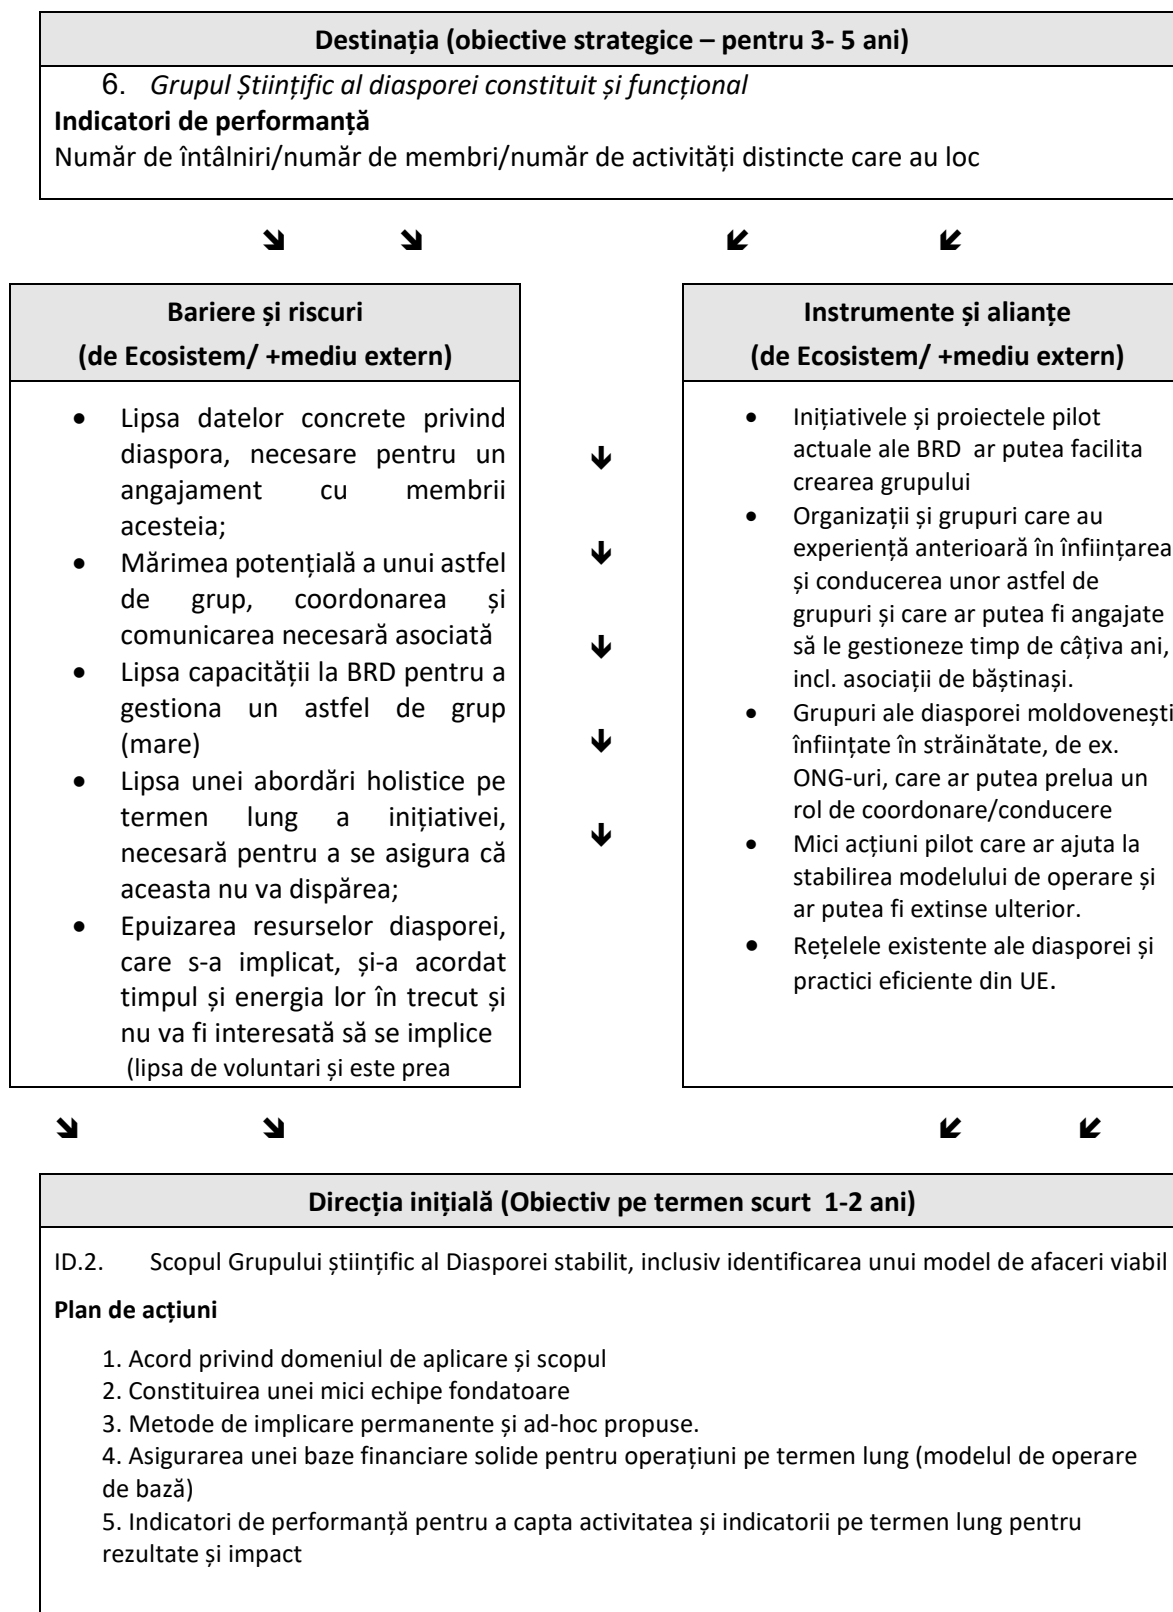 Destinația (obiective strategice – pentru 3- 5 ani)
6. Grupul Științific al diasporei constituit și funcțional
Indicatori de performanță
Număr de întâlniri/număr de membri/număr de activități distincte care au loc
Bariere și riscuri
(de Ecosistem/ +mediu extern)
• Lipsa datelor concrete privind
diaspora, necesare pentru un
angajament cu membrii
acesteia;
• Mărimea potențială a unui astfel
de grup, coordonarea și
comunicarea necesară asociată
• Lipsa capacității la BRD pentru a
gestiona un astfel de grup
(mare)
• Lipsa unei abordări holistice pe
termen lung a inițiativei,
necesară pentru a se asigura că
aceasta nu va dispărea;
• Epuizarea resurselor diasporei,
care s-a implicat, și-a acordat
timpul și energia lor în trecut și
nu va fi interesată să se implice
(lipsa de voluntari și este prea
Instrumente și alianțe
(de Ecosistem/ +mediu extern)
• Inițiativele și proiectele pilot
actuale ale BRD ar putea facilita
crearea grupului
• Organizații și grupuri care au
experiență anterioară în înființarea
și conducerea unor astfel de
grupuri și care ar putea fi angajate
să le gestioneze timp de câțiva ani,
incl. asociații de băștinași.
• Grupuri ale diasporei moldovenești
înființate în străinătate, de ex.
ONG-uri, care ar putea prelua un
rol de coordonare/conducere
• Mici acțiuni pilot care ar ajuta la
stabilirea modelului de operare și
ar putea fi extinse ulterior.
• Rețelele existente ale diasporei și
practici eficiente din UE.
Direcția inițială (Obiectiv pe termen scurt 1-2 ani)
ID.2. Scopul Grupului științific al Diasporei stabilit, inclusiv identificarea unui model de afaceri viabil
Plan de acțiuni
1. Acord privind domeniul de aplicare și scopul
2. Constituirea unei mici echipe fondatoare
3. Metode de implicare permanente și ad-hoc propuse.
4. Asigurarea unei baze financiare solide pentru operațiuni pe termen lung (modelul de operare
de bază)
5. Indicatori de performanță pentru a capta activitatea și indicatorii pe termen lung pentru
rezultate și impact